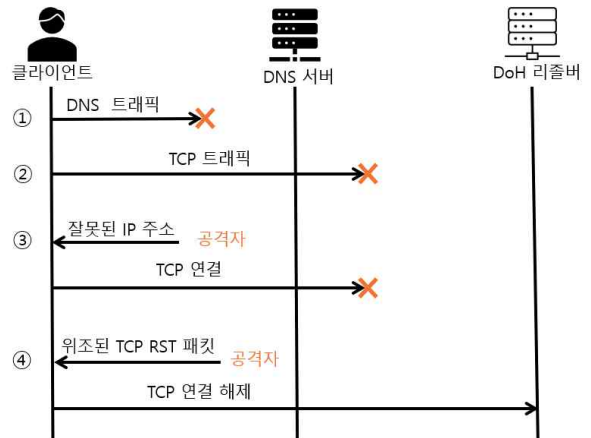 클라이언트
DNS 서버
DoH 리졸버
① DNS 트래픽
② TCP 트래픽
③ 잘못된 IP 주소 공격자
TCP 연결
④ 위조된 TCP RST 패킷 공격자
TCP 연결 해제